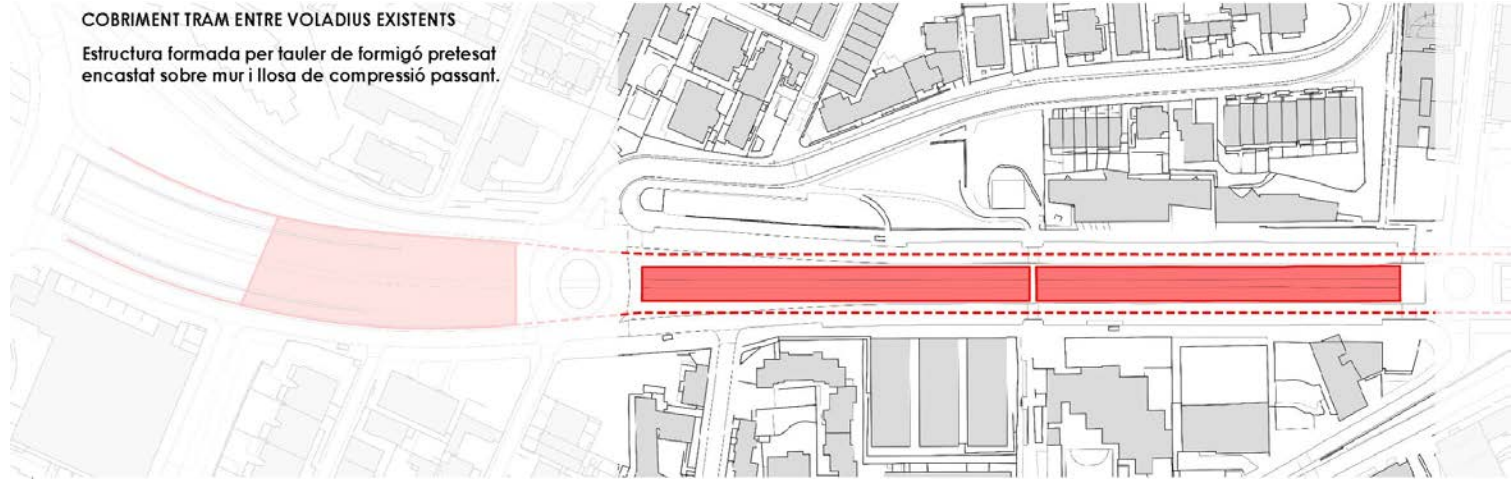 COBRIMENT TRAM ENTRE VOLADIUS EXISTENTS
Estructura formada per tauler de formigó pretesat
encastat sobre mur i llosa de compressió passant.